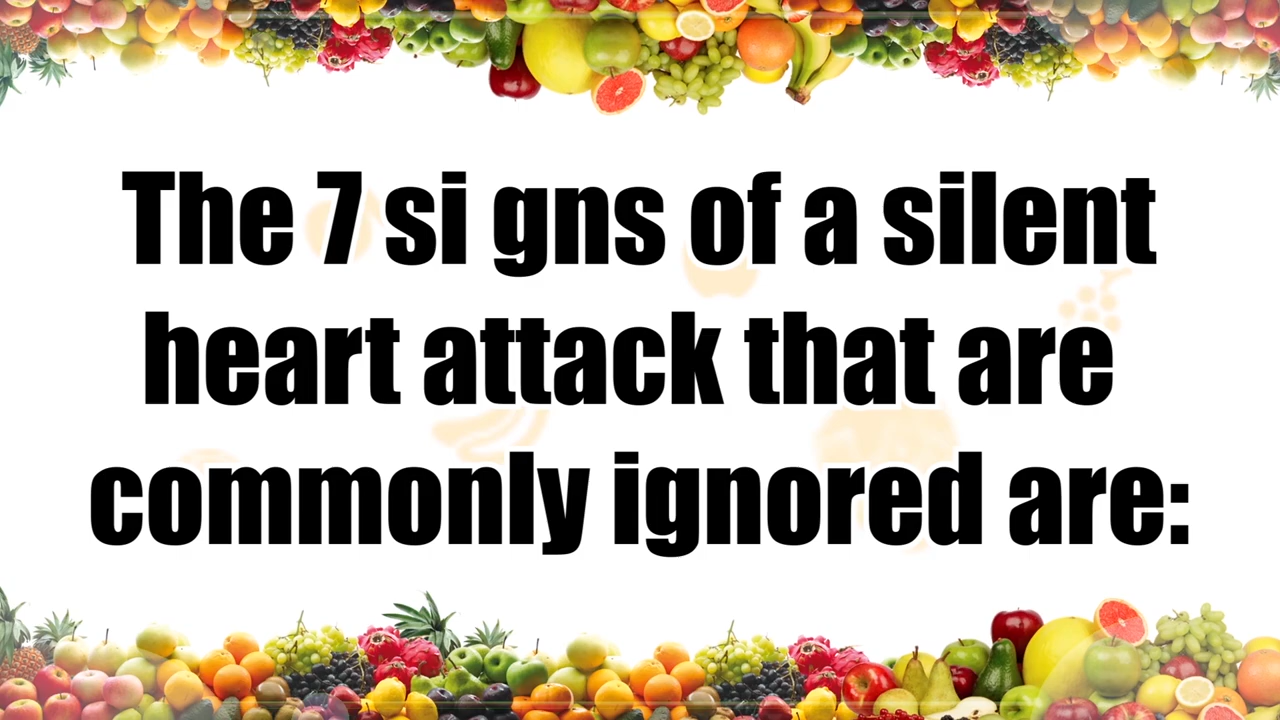 The 7 si gns of a silent
heart attack that are
commonly ignored are: